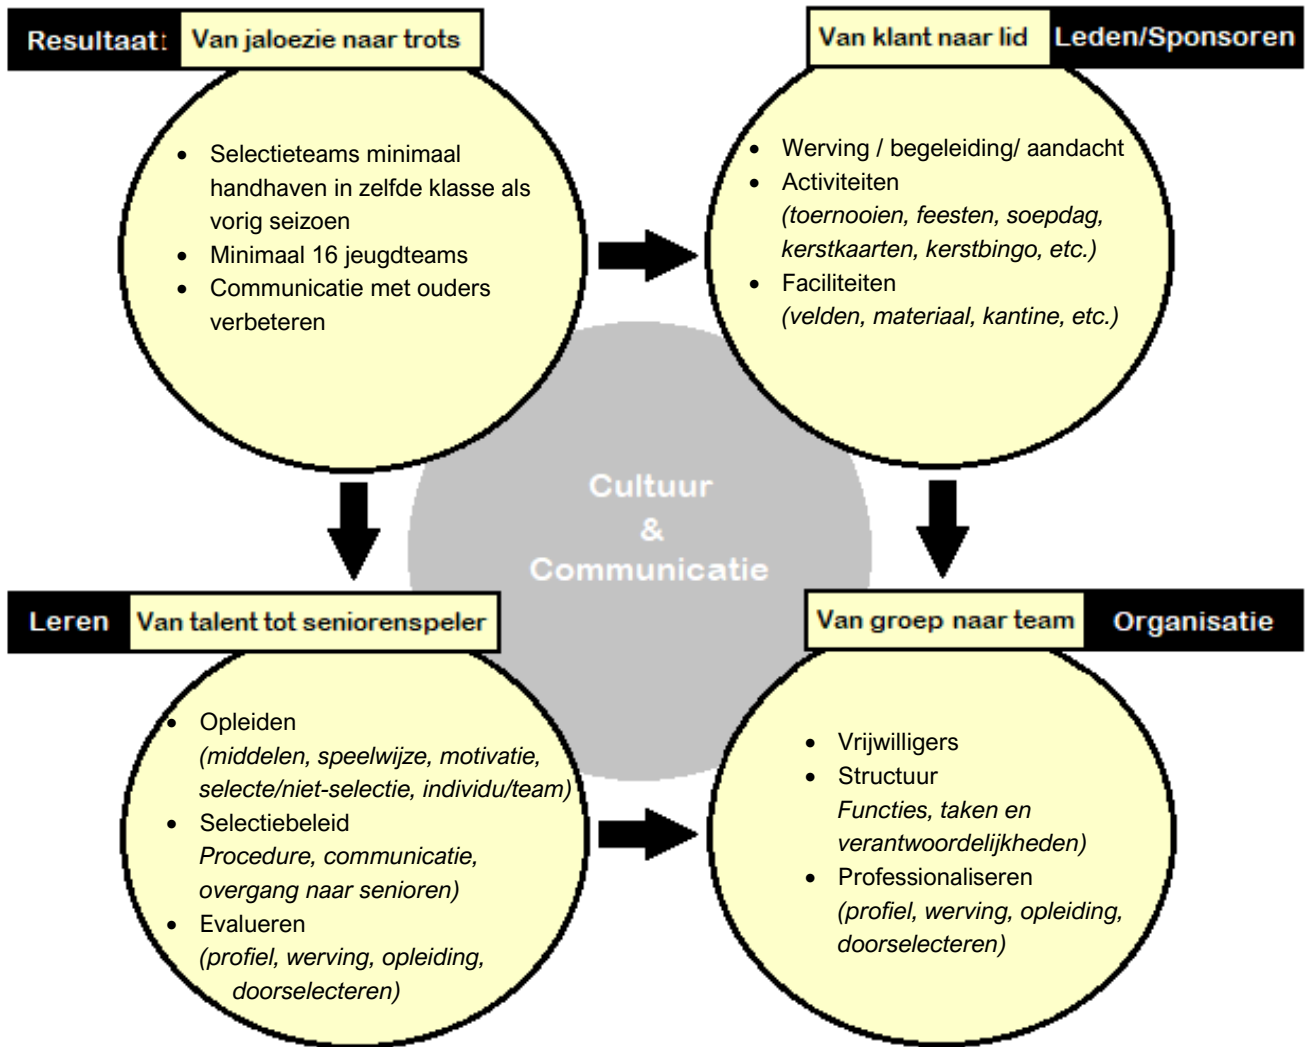 Resultaat: Van jaloezie naar trots
• Selectieteams minimaal
handhaven in zelfde klasse als
vorig seizoen
• Minimaal 16 jeugdteams
• Communicatie met ouders
verbeteren
Van klant naar lid Leden/Sponsoren
• Werving / begeleiding/ aandacht
• Activiteiten
(toernooien, feesten, soepdag,
kerstkaarten, kerstbingo, etc.)
• Faciliteiten
(velden, materiaal, kantine, etc.)
Cultuur
&
Communicatie
Leren Van talent tot seniorenspeler
• Opleiden
(middelen, speelwijze, motivatie,
selecte/niet-selectie, individu/team)
• Selectiebeleid
Procedure, communicatie,
overgang naar senioren)
• Evalueren
(profiel, werving, opleiding,
doorselecteren)
Van groep naar team Organisatie
• Vrijwilligers
• Structuur
Functies, taken en
verantwoordelijkheden)
• Professionaliseren
(profiel, werving, opleiding,
doorselecteren)